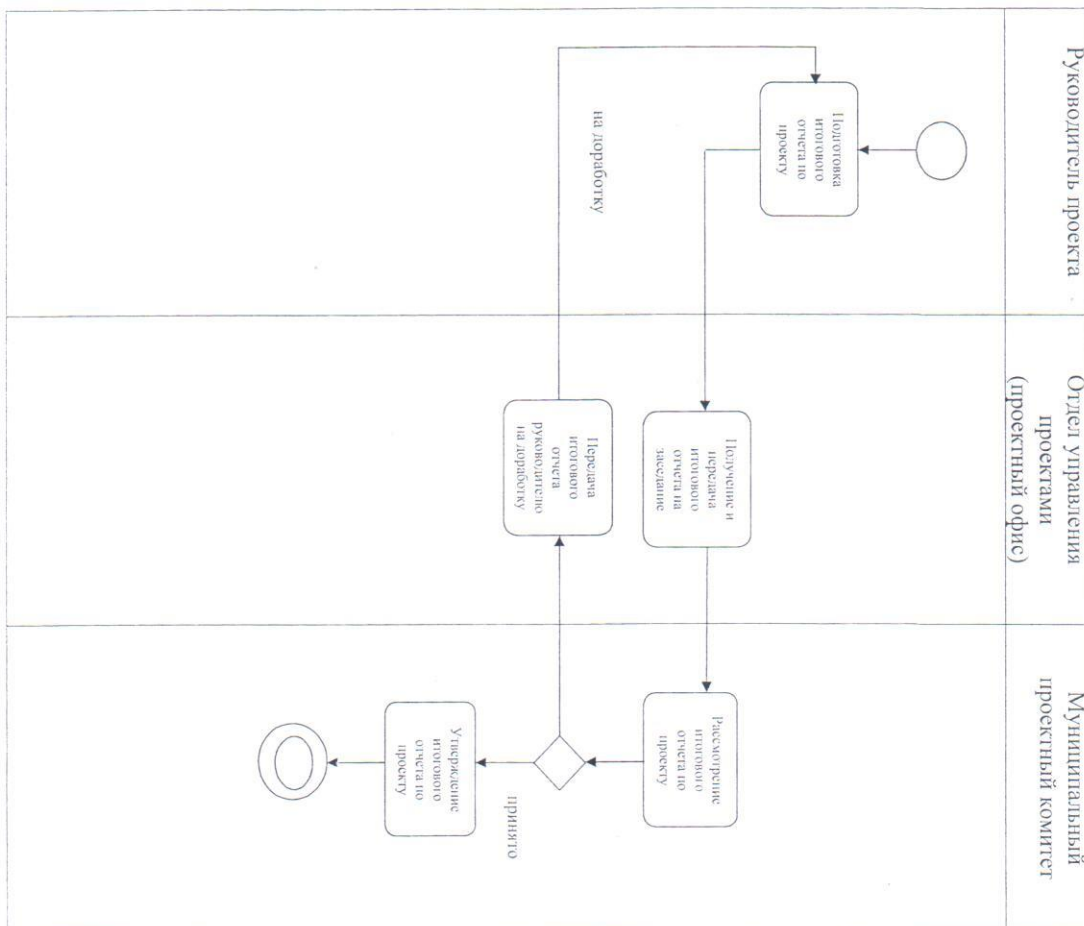 Руководитель проекта
Отдел управления
проектами
(проектный офис)
Муниципальный
проектный комитет
Подготовка
итогового
отчета по
проекту
на доработку
Получение и
передача
итогового
отчета на
заседание
Передача
итогового
отчета
руководителю
на доработку
Рассмотрение
итогового
отчета по
проекту
принято
Утверждение
итогового
отчета по
проекту